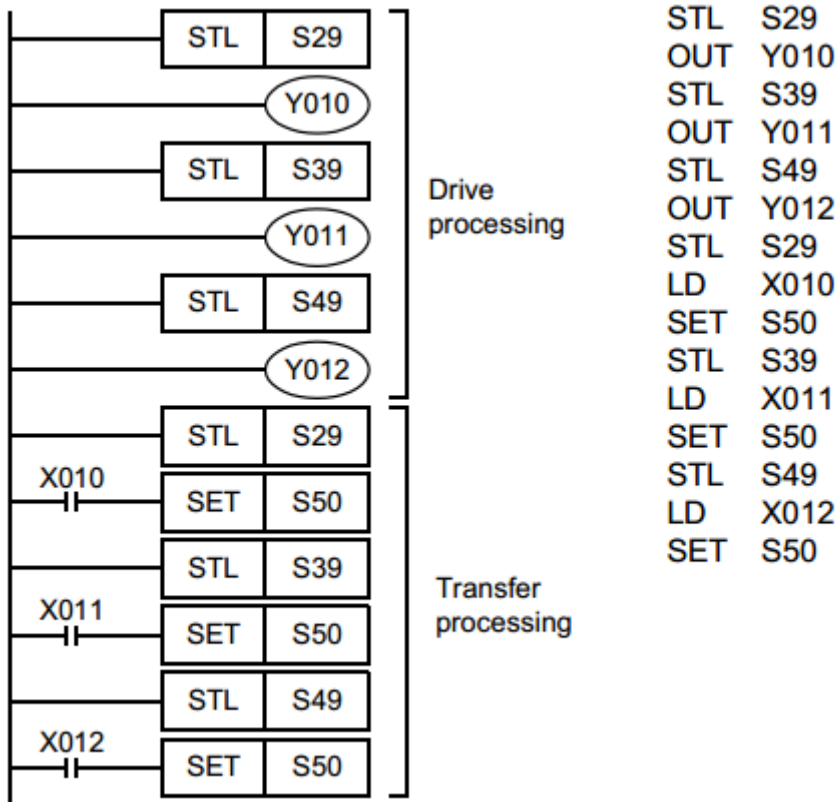 STL S29
Y010
STL S39
Y011
STL S49
Y012
Drive
processing
STL S29
X010
SET S50
STL S39
X011
SET S50
STL S49
X012
SET S50
Transfer
processing
STL S29
OUT Y010
STL S39
OUT Y011
STL S49
OUT Y012
STL S29
LD X010
SET S50
STL S39
LD X011
SET S50
STL S49
LD X012
SET S50